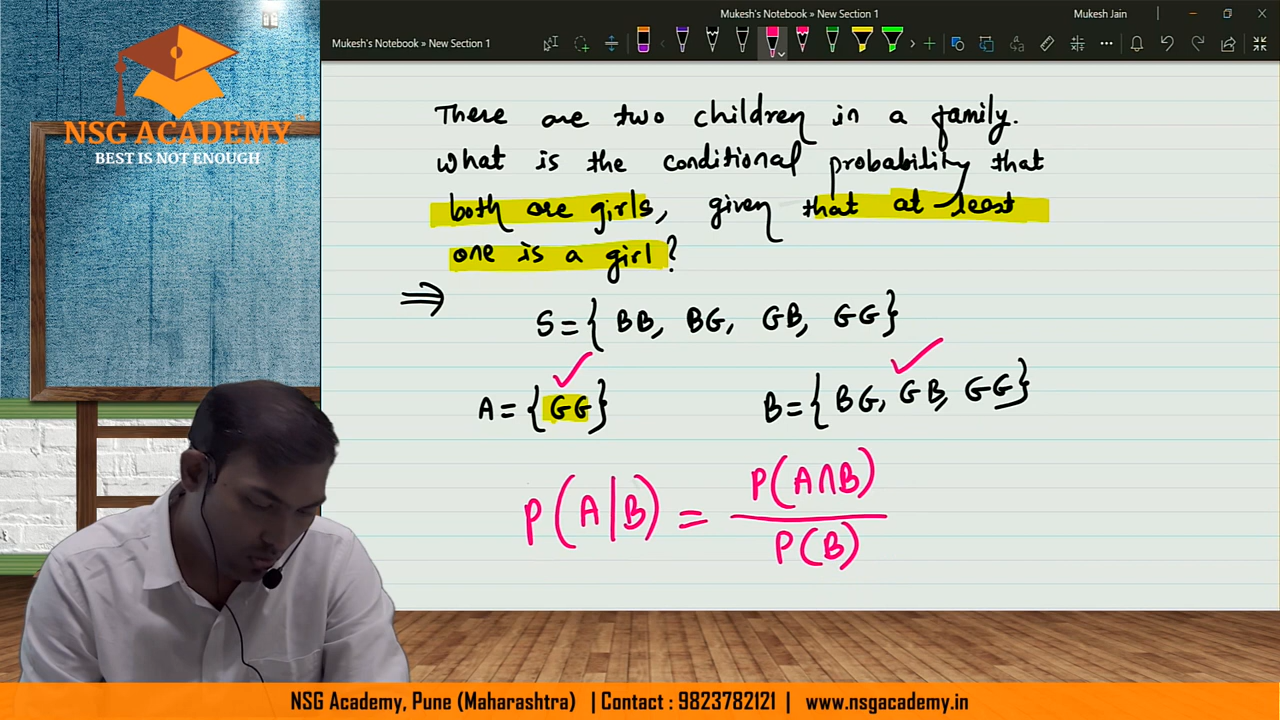 Mukesh's Notebook » New Section 1
Mukesh Jain
Mukesh's Notebook » New Section 1
NSG ACADEMY
BEST IS NOT ENOUGH
There are two children in a family.
What is the conditional probability that
both are girls, given that at least
one is a girl?
⇒
S = { BB, BG, GB, GG}
A = { GG} B = { BG, GB, GG}
P(A|B) = P(A∩B)
P(B)
NSG Academy, Pune (Maharashtra) | Contact : 9823782121 | www.nsgacademy.in